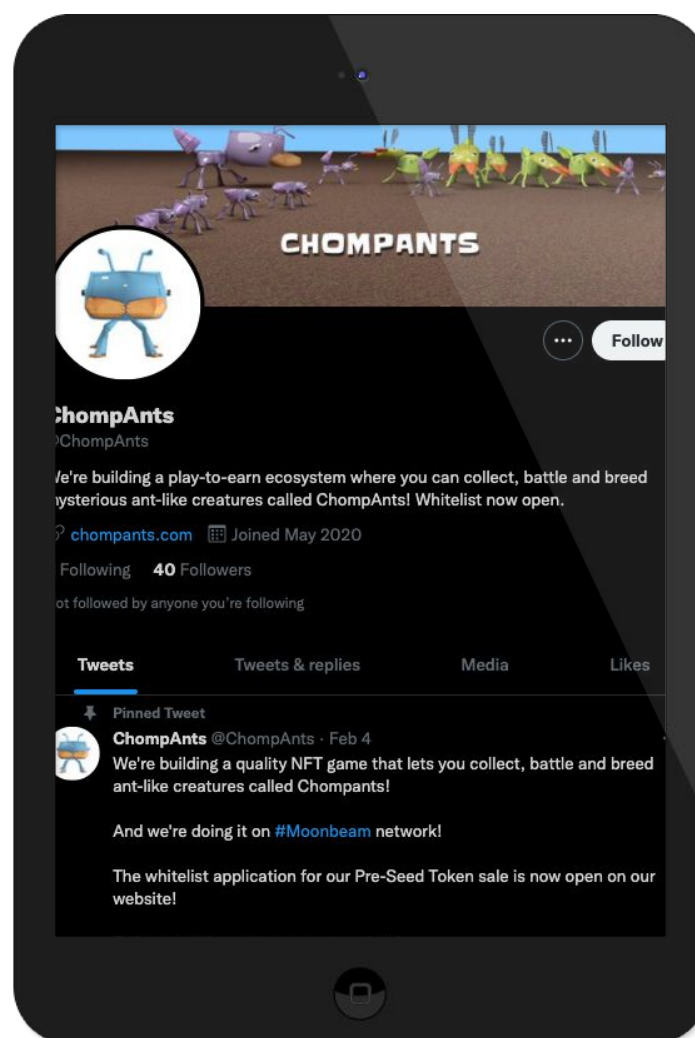 CHOMPANTS
Follow
ChompAnts
@ChompAnts
We're building a play-to-earn ecosystem where you can collect, battle and breed
mysterious ant-like creatures called ChompAnts! Whitelist now open.
chompants.com Joined May 2020
Following 40 Followers
ot followed by anyone you're following
Tweets Tweets & replies Media Likes
Pinned Tweet
ChompAnts @ChompAnts · Feb 4
We're building a quality NFT game that lets you collect, battle and breed
ant-like creatures called Chompants!
And we're doing it on #Moonbeam network!
The whitelist application for our Pre-Seed Token sale is now open on our
website!